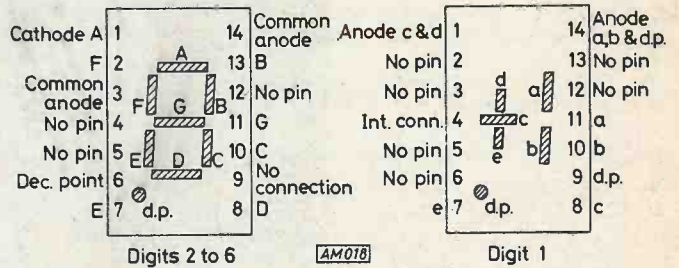 Cathode A 1 14 Common anode
F 2 13 B
Common anode 3 12 No pin
No pin 4 11 G
No pin 5 10 C
Dec. point 6 9 No connection
E 7 8 D
A
F G B
E D C
d.p.
Digits 2 to 6
AM018
Anode c & d 1 14 Anode a,b & d.p.
No pin 2 13 No pin
No pin 3 12 No pin
Int. conn. 4 11 a
No pin 5 10 b
No pin 6 9 d.p.
e 7 8 c
d a
c
e b
d.p.
Digit 1